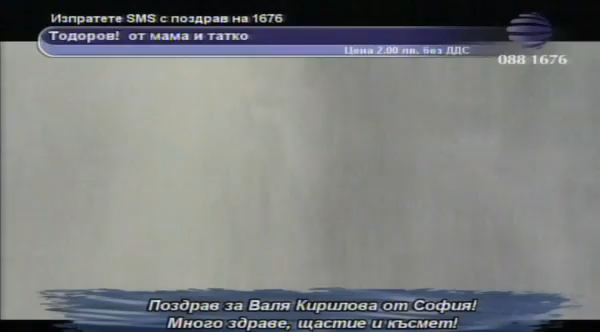 Изпратете SMS с поздрав на 1676
Тодоров! от мама и татко
Цена 2.00 лв. без ДДС
088 1676
Поздрав за Валя Кирилова от София!
Много здраве, щастие и късмет!